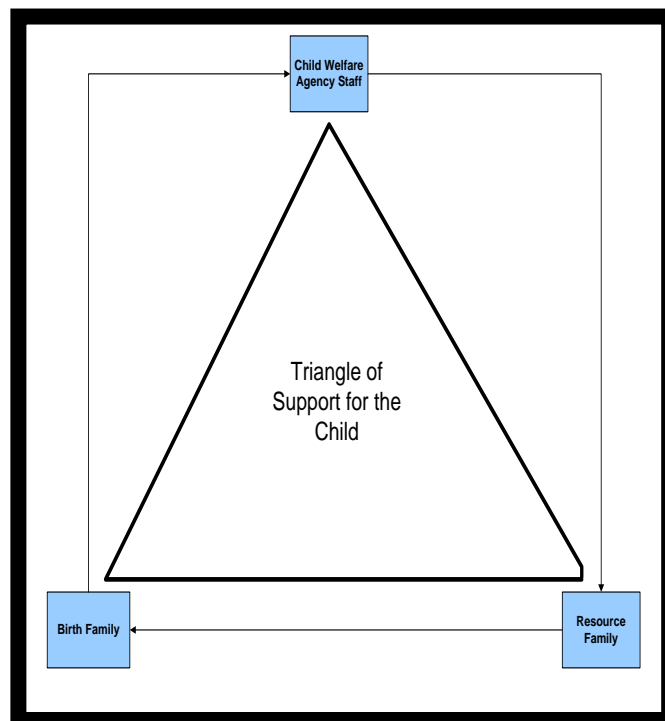 Child Welfare
Agency Staff
Triangle of
Support for the
Child
Birth Family
Resource
Family